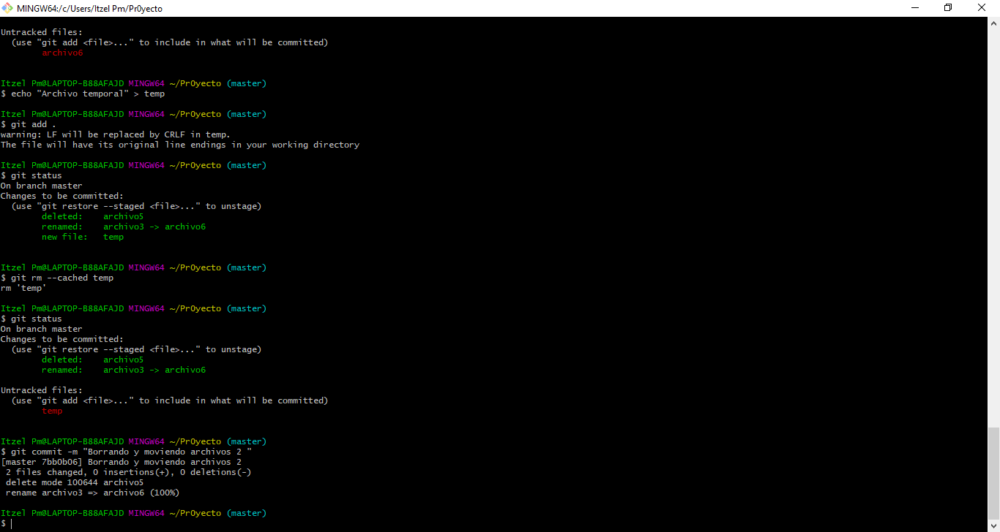 MINGW64:/c/Users/Itzel Pm/Pr0yecto
Untracked files:
  (use "git add <file>..." to include in what will be committed)
        archivo6
Itzel Pm@LAPTOP-B88AFAJD MINGW64 ~/Pr0yecto (master)
$ echo "Archivo temporal" > temp
Itzel Pm@LAPTOP-B88AFAJD MINGW64 ~/Pr0yecto (master)
$ git add .
warning: LF will be replaced by CRLF in temp.
The file will have its original line endings in your working directory
Itzel Pm@LAPTOP-B88AFAJD MINGW64 ~/Pr0yecto (master)
$ git status
On branch master
Changes to be committed:
  (use "git restore --staged <file>..." to unstage)
        deleted:    archivo5
        renamed:    archivo3 -> archivo6
        new file:   temp
Itzel Pm@LAPTOP-B88AFAJD MINGW64 ~/Pr0yecto (master)
$ git rm --cached temp
rm 'temp'
Itzel Pm@LAPTOP-B88AFAJD MINGW64 ~/Pr0yecto (master)
$ git status
On branch master
Changes to be committed:
  (use "git restore --staged <file>..." to unstage)
        deleted:    archivo5
        renamed:    archivo3 -> archivo6
Untracked files:
  (use "git add <file>..." to include in what will be committed)
        temp
Itzel Pm@LAPTOP-B88AFAJD MINGW64 ~/Pr0yecto (master)
$ git commit -m "Borrando y moviendo archivos 2 "
[master 7bb0b06] Borrando y moviendo archivos 2
 2 files changed, 0 insertions(+), 0 deletions(-)
 delete mode 100644 archivo5
 rename archivo3 => archivo6 (100%)
Itzel Pm@LAPTOP-B88AFAJD MINGW64 ~/Pr0yecto (master)
$